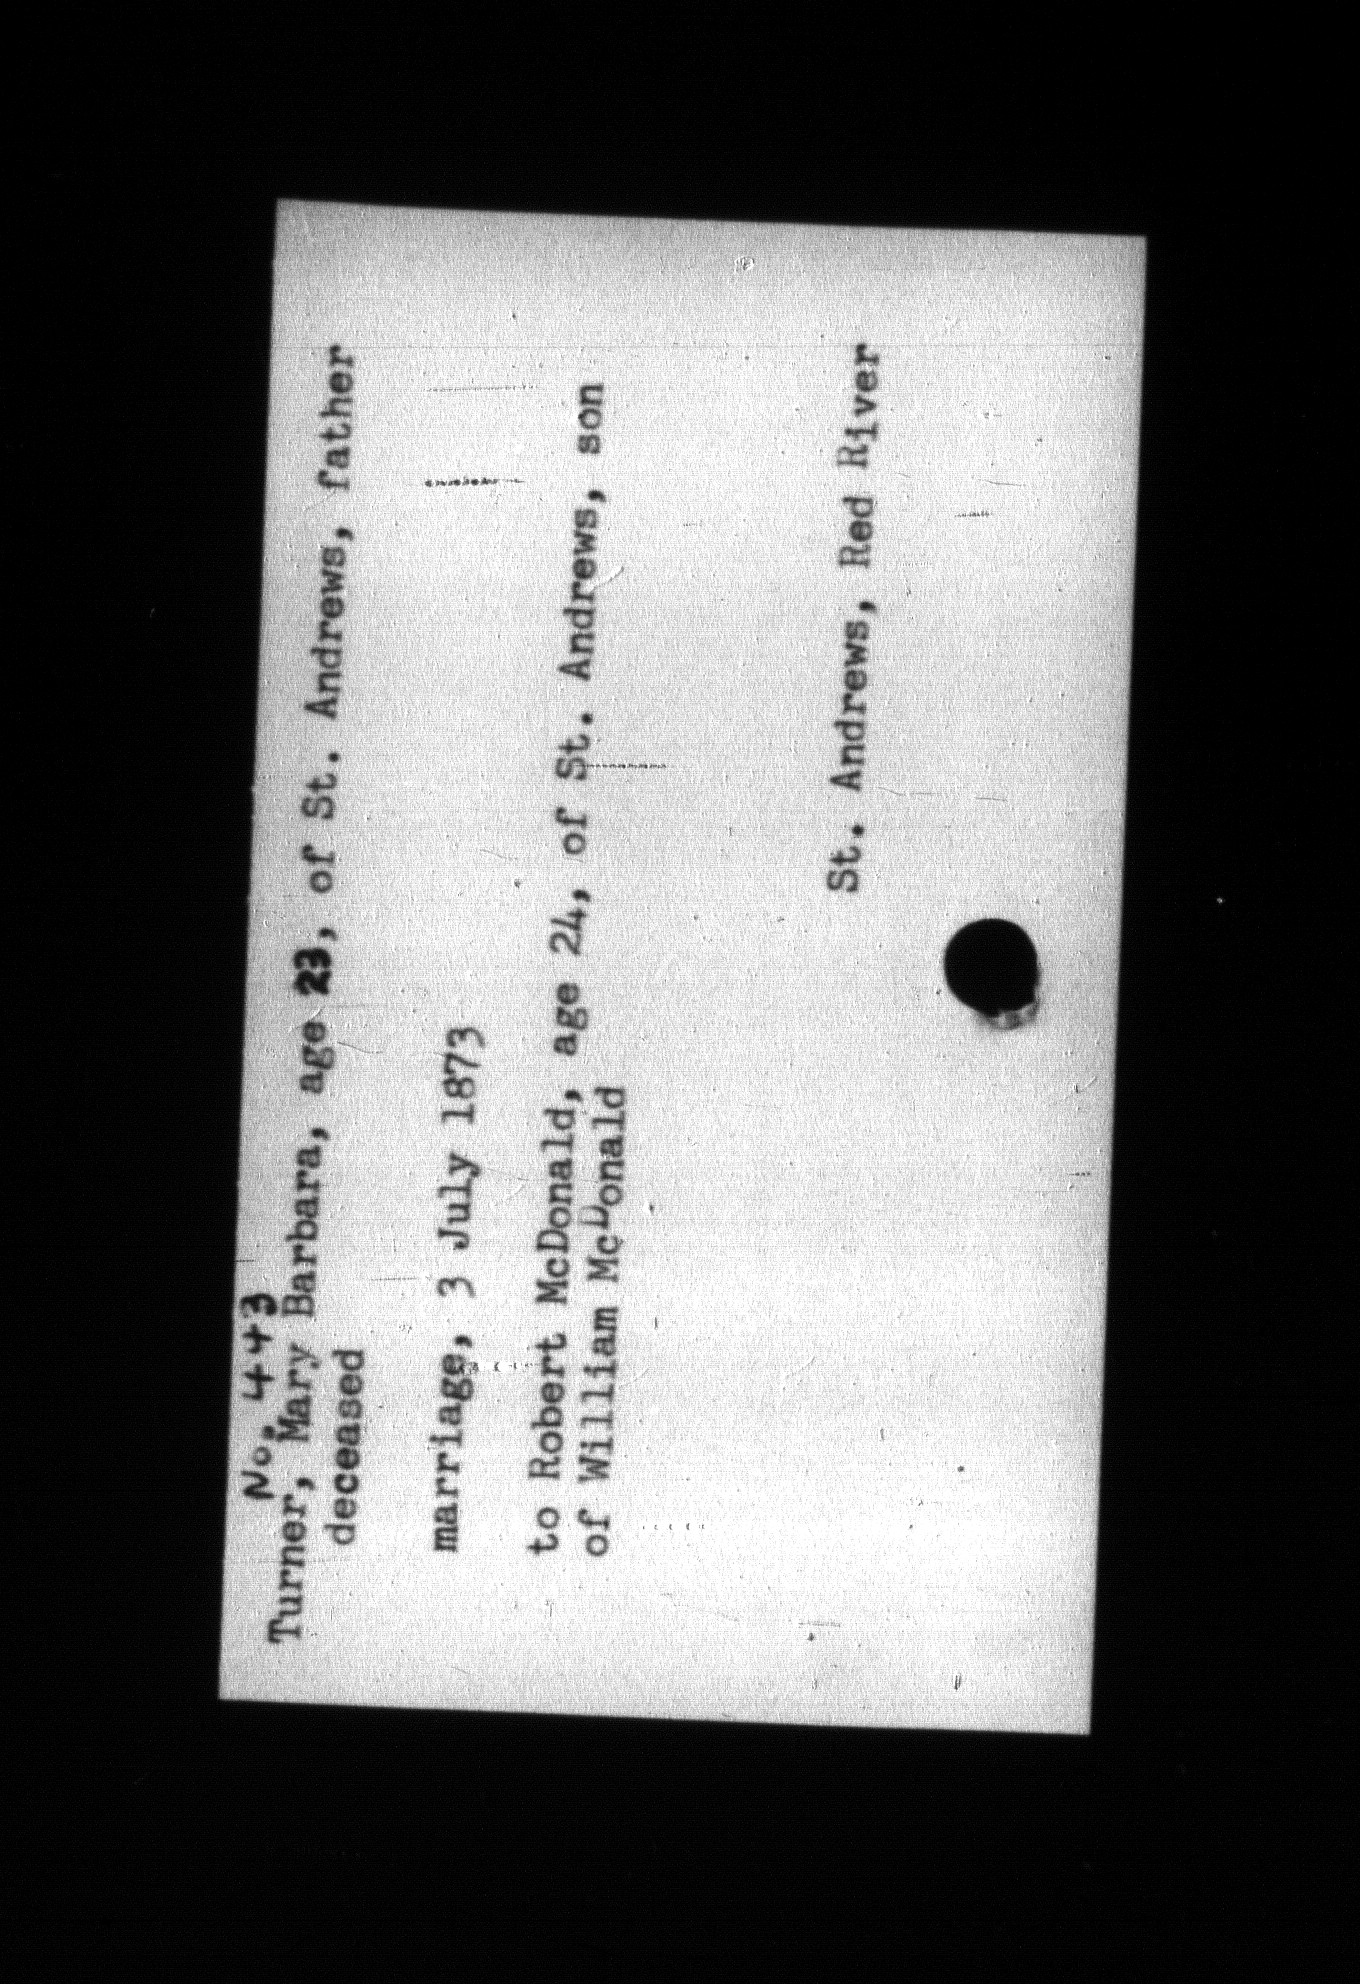 No. 443
Turner, Mary Barbara, age 23, of St. Andrews, father
deceased
marriage, 3 July 1873
to Robert McDonald, age 24, of St. Andrews, son
of William McDonald
St. Andrews, Red River